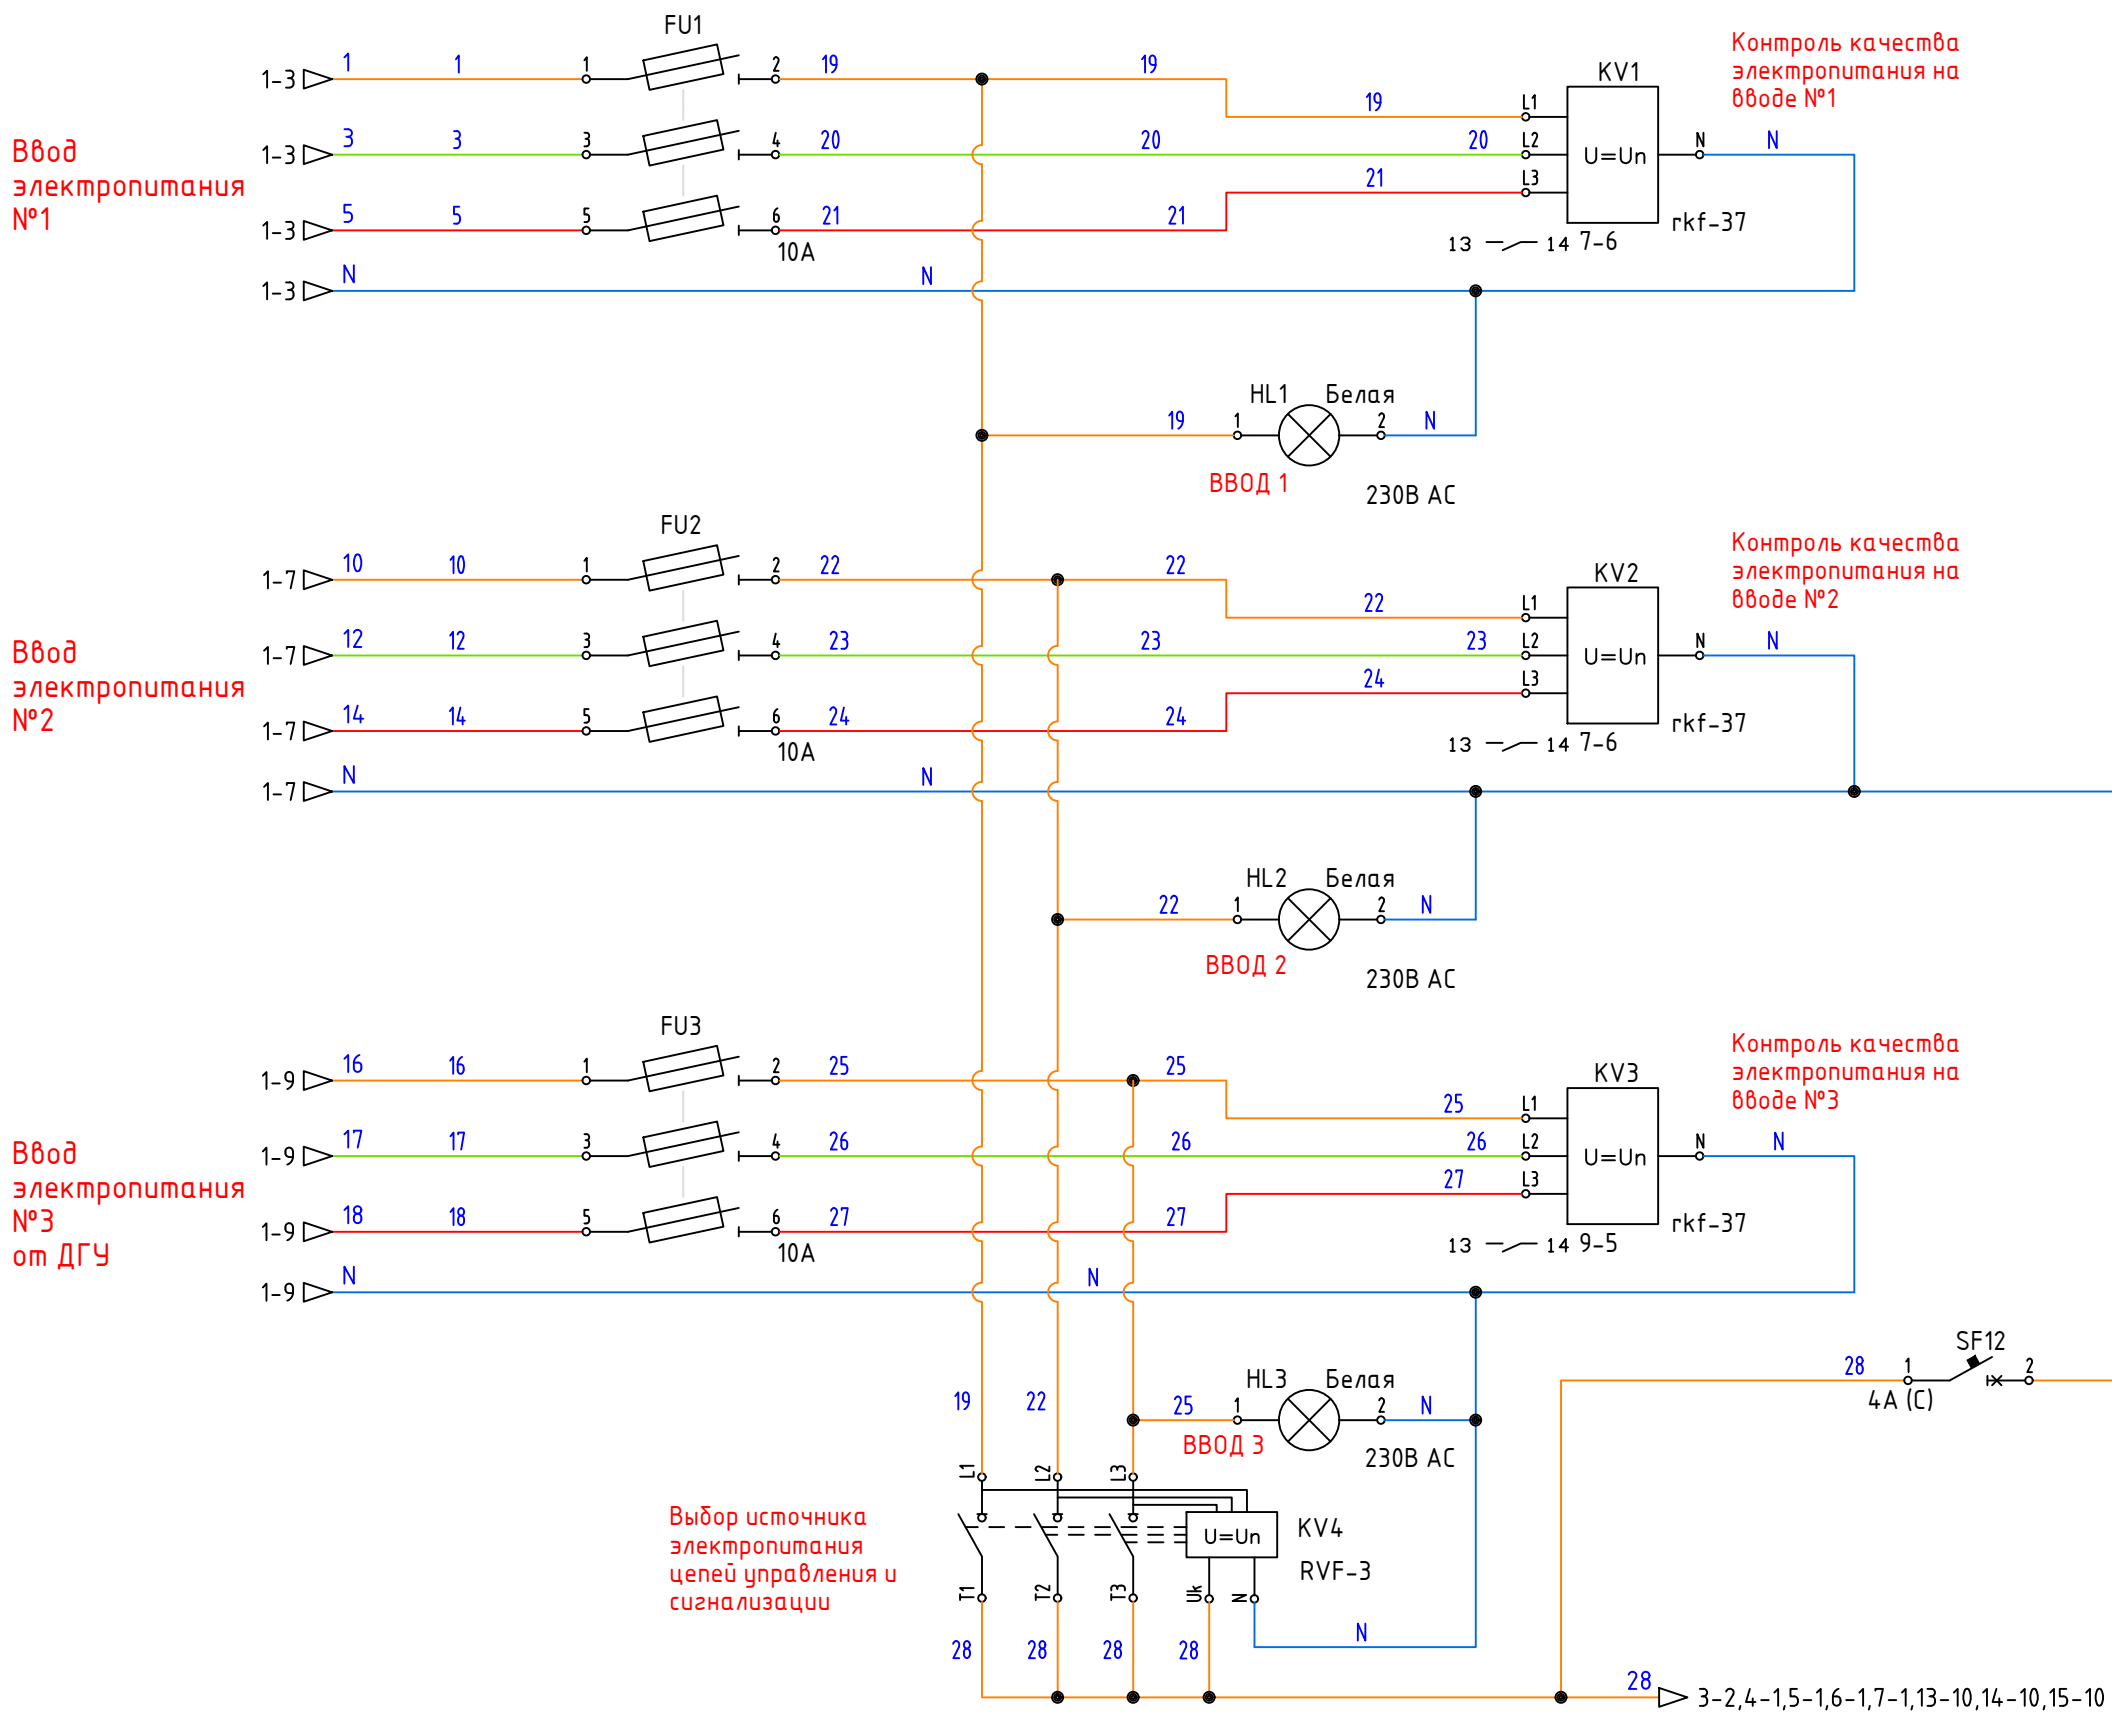 FU1
1-3 1 1 1 2 19 19
1-3 3 3 3 4 20 20 20
1-3 5 5 5 6 21 21
10А
1-3 N N
Ввод
электропитания
№1
19
21
KV1
L1
L2
L3
U=Un
N N
rkf-37
13 14 7-6
Контроль качества
электропитания на
вводе №1
HL1 Белая
19 1 2 N
ВВОД 1
230В АС
FU2
1-7 10 10 1 2 22 22
1-7 12 12 3 4 23 23 23
1-7 14 14 5 6 24 24
10А
1-7 N N
Ввод
электропитания
№2
22
24
KV2
L1
L2
L3
U=Un
N N
rkf-37
13 14 7-6
Контроль качества
электропитания на
вводе №2
HL2 Белая
22 1 2 N
ВВОД 2
230В АС
FU3
1-9 16 16 1 2 25 25
1-9 17 17 3 4 26 26 26
1-9 18 18 5 6 27 27
10А
1-9 N N
Ввод
электропитания
№3
от ДГУ
25
27
KV3
L1
L2
L3
U=Un
N N
rkf-37
13 14 9-5
Контроль качества
электропитания на
вводе №3
HL3 Белая
25 1 2 N
ВВОД 3
230В АС
SF12
28 1 2
4А (С)
19 22
L1 L2 L3
Выбор источника
электропитания
цепей управления и
сигнализации
U=Un
KV4
RVF-3
T1 T2 T3 Uk N
28 28 28 28 N
28 3-2,4-1,5-1,6-1,7-1,13-10,14-10,15-10